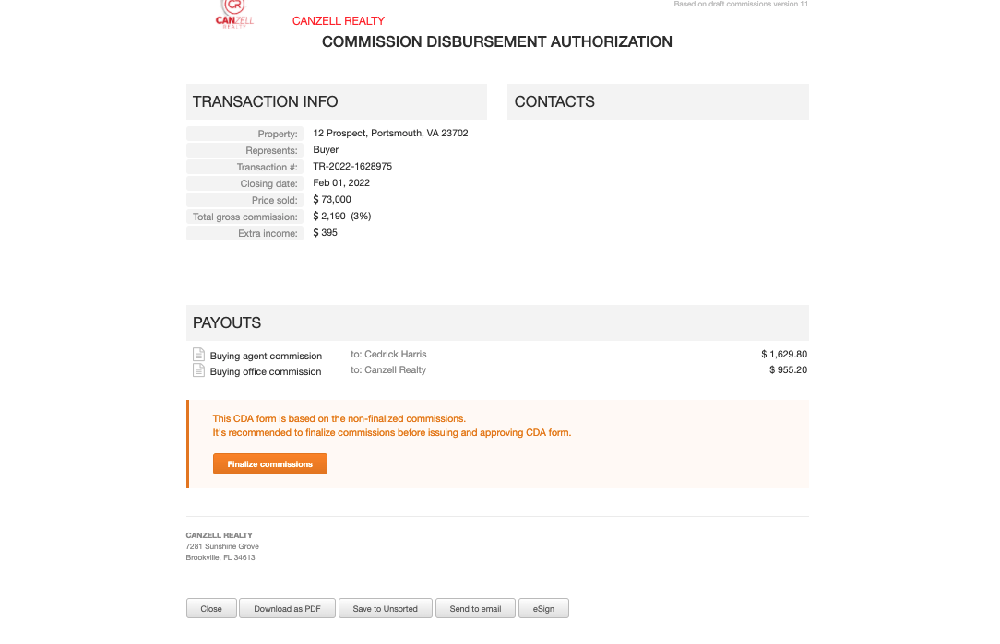 Based on draft commissions version 11
CR
CANZELL
REALTY
CANZELL REALTY
COMMISSION DISBURSEMENT AUTHORIZATION
TRANSACTION INFO
Property: 12 Prospect, Portsmouth, VA 23702
Represents: Buyer
Transaction #: TR-2022-1628975
Closing date: Feb 01, 2022
Price sold: $ 73,000
Total gross commission: $ 2,190 (3%)
Extra income: $ 395
CONTACTS
PAYOUTS
Buying agent commission to: Cedrick Harris $ 1,629.80
Buying office commission to: Canzell Realty $ 955.20
This CDA form is based on the non-finalized commissions.
It's recommended to finalize commissions before issuing and approving CDA form.
Finalize commissions
CANZELL REALTY
7281 Sunshine Grove
Brookville, FL 34613
Close Download as PDF Save to Unsorted Send to email eSign